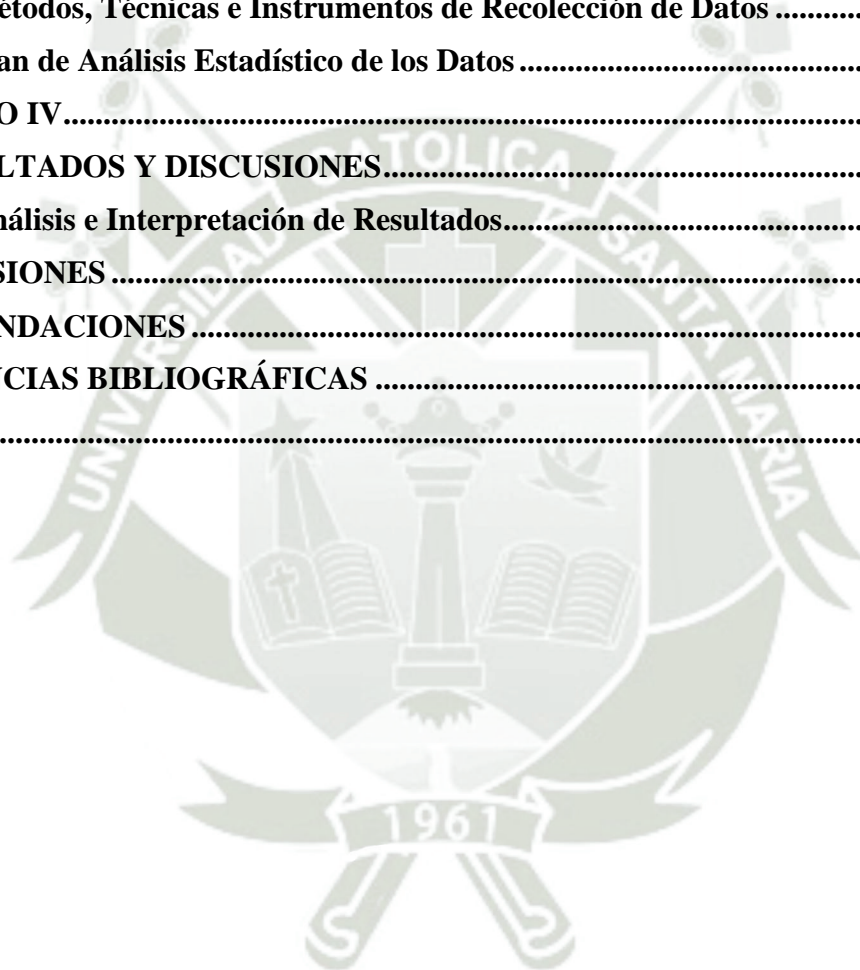 étodos, Técnicas e Instrumentos de Recolección de Datos ..........
an de Análisis Estadístico de los Datos ..........................................
O IV..........................................................................................................
LTADOS Y DISCUSIONES...............................................................
nálisis e Interpretación de Resultados...............................................
SIONES ..................................................................................................
NDACIONES ........................................................................................
CIAS BIBLIOGRÁFICAS ................................................................
....................................................................................................................
UNIVERSIDAD CATOLICA SANTA MARIA
1961